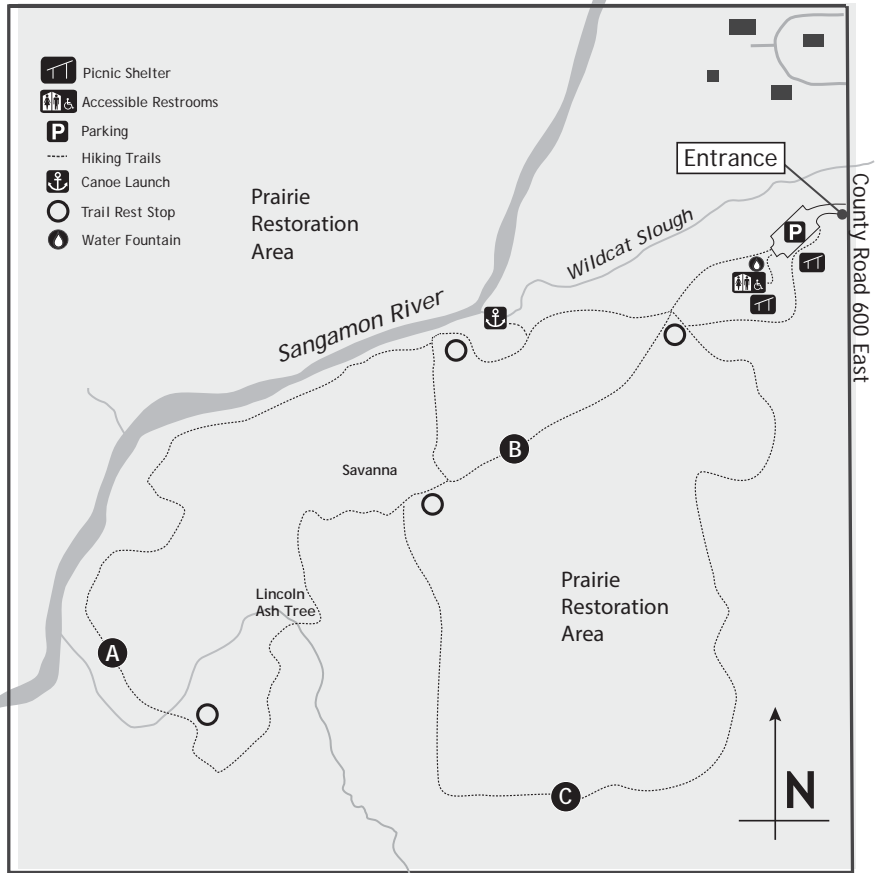 Picnic Shelter
Accessible Restrooms
P Parking
Hiking Trails
Canoe Launch
Trail Rest Stop
Water Fountain
Prairie
Restoration
Area
Entrance
County Road 600 East
P
Wildcat Slough
Sangamon River
B
Savanna
Prairie
Restoration
Area
Lincoln
Ash Tree
A
C
N